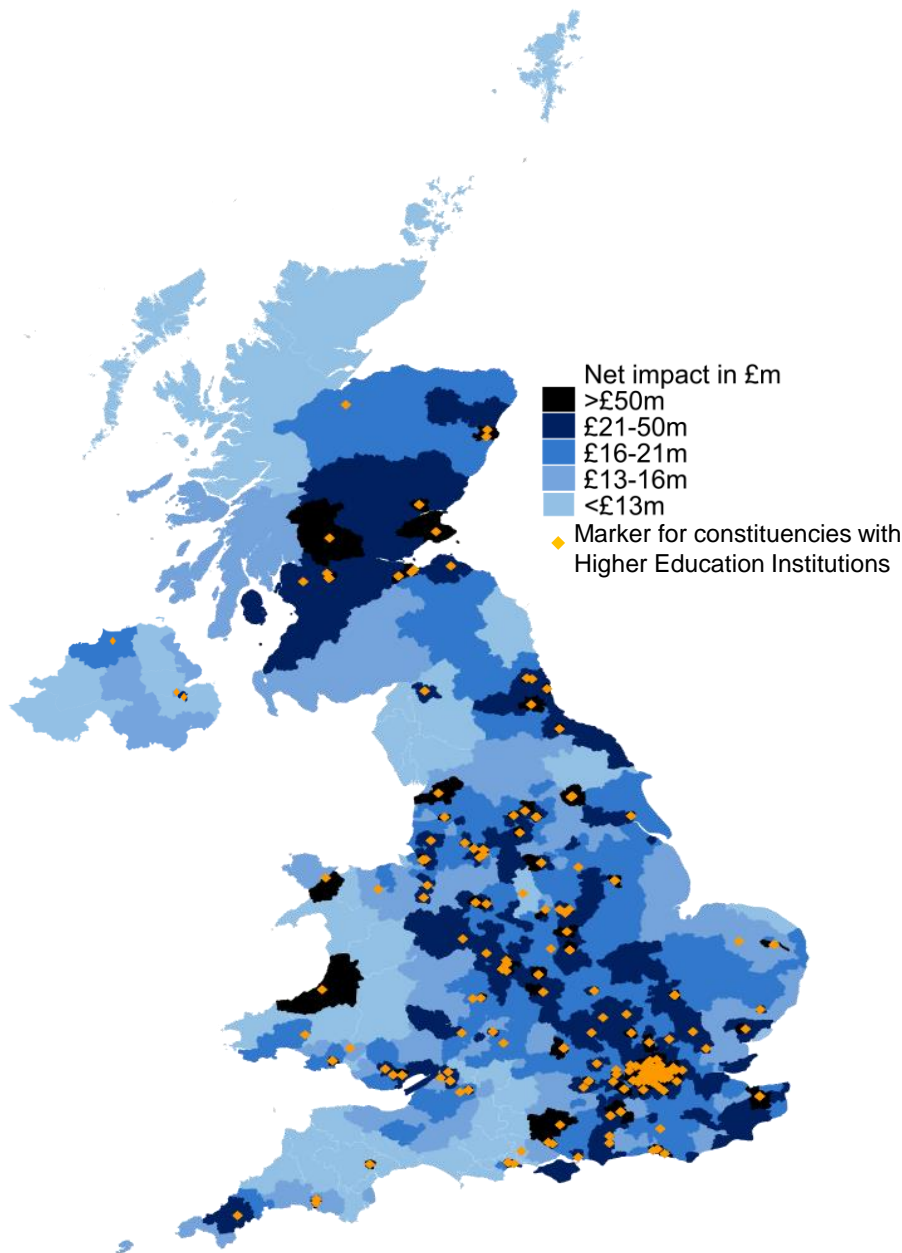 Net impact in £m
>£50m
£21-50m
£16-21m
£13-16m
<£13m
Marker for constituencies with
Higher Education Institutions